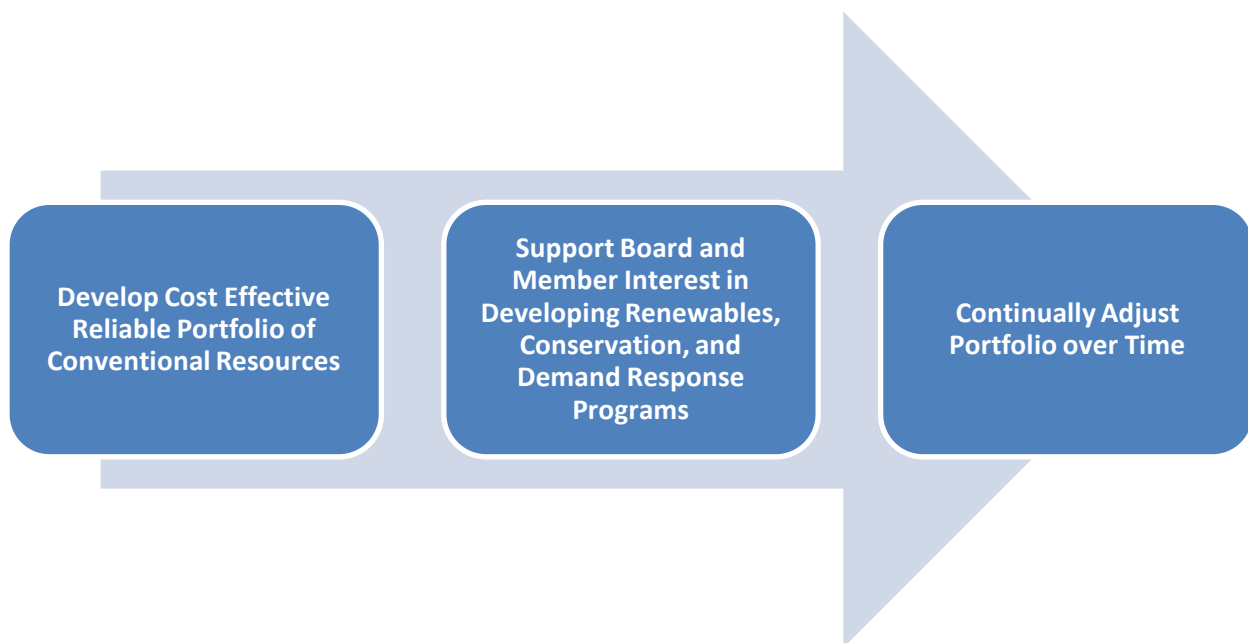 Develop Cost Effective
Reliable Portfolio of
Conventional Resources
Support Board and
Member Interest in
Developing Renewables,
Conservation, and
Demand Response
Programs
Continually Adjust
Portfolio over Time